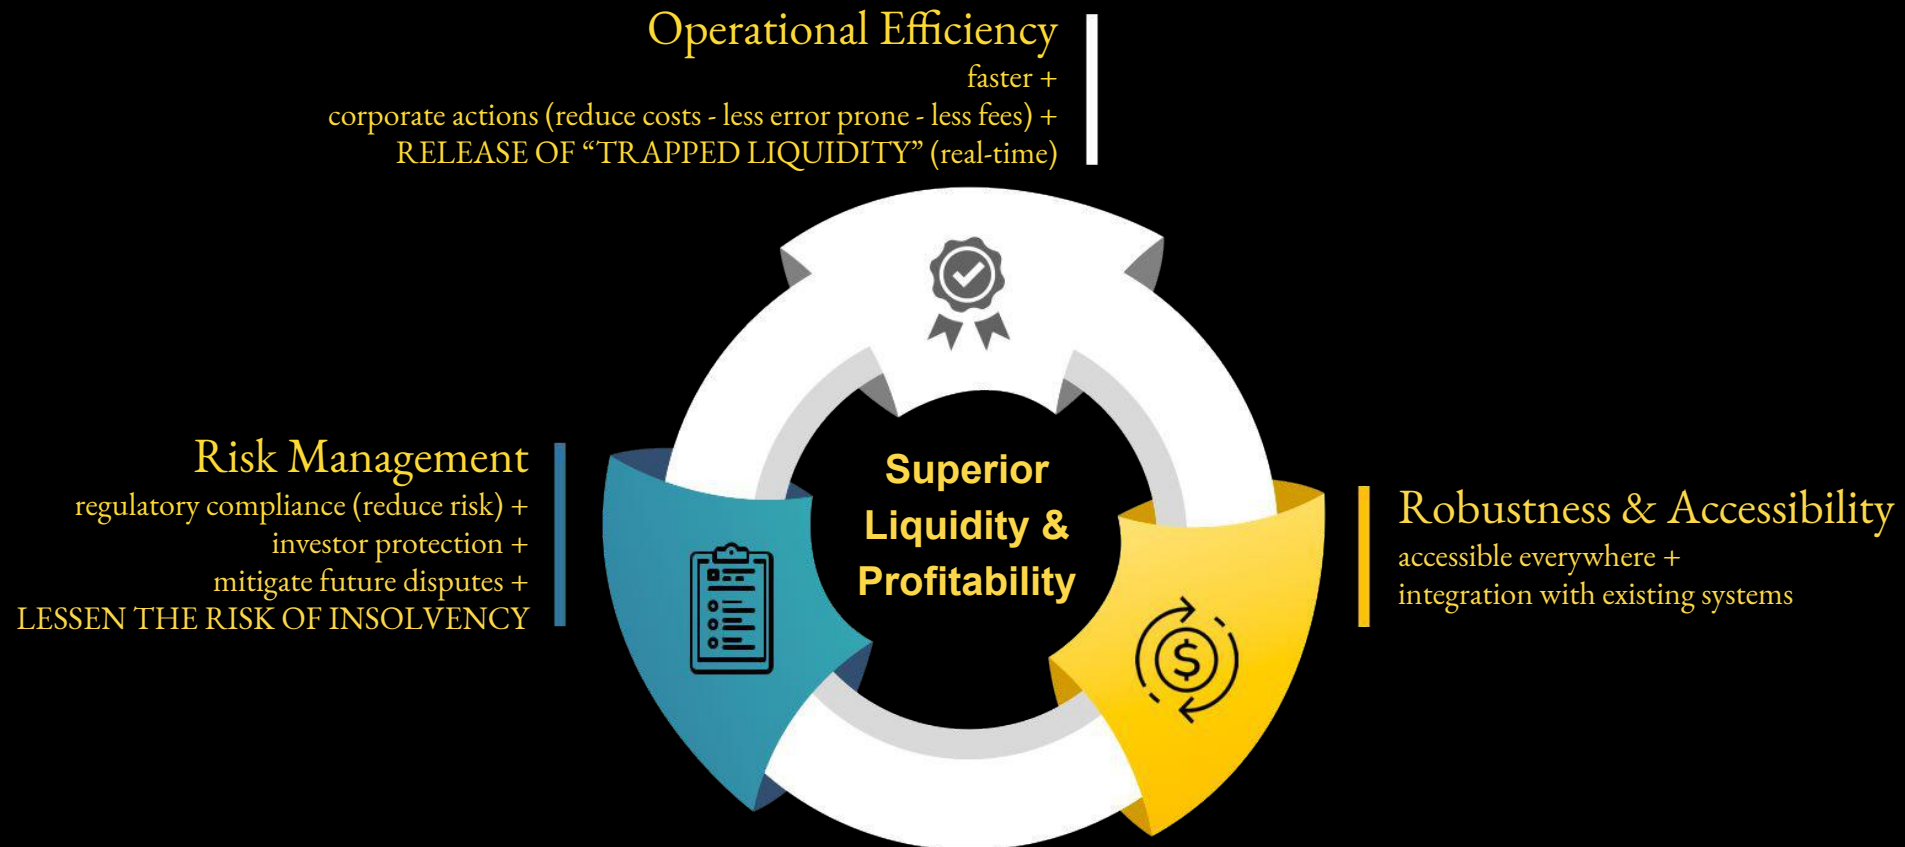 Operational Efficiency
faster +
corporate actions (reduce costs - less error prone - less fees) +
RELEASE OF “TRAPPED LIQUIDITY” (real-time)
Risk Management
regulatory compliance (reduce risk) +
investor protection +
mitigate future disputes +
LESSEN THE RISK OF INSOLVENCY
Superior
Liquidity &
Profitability
$
Robustness & Accessibility
accessible everywhere +
integration with existing systems